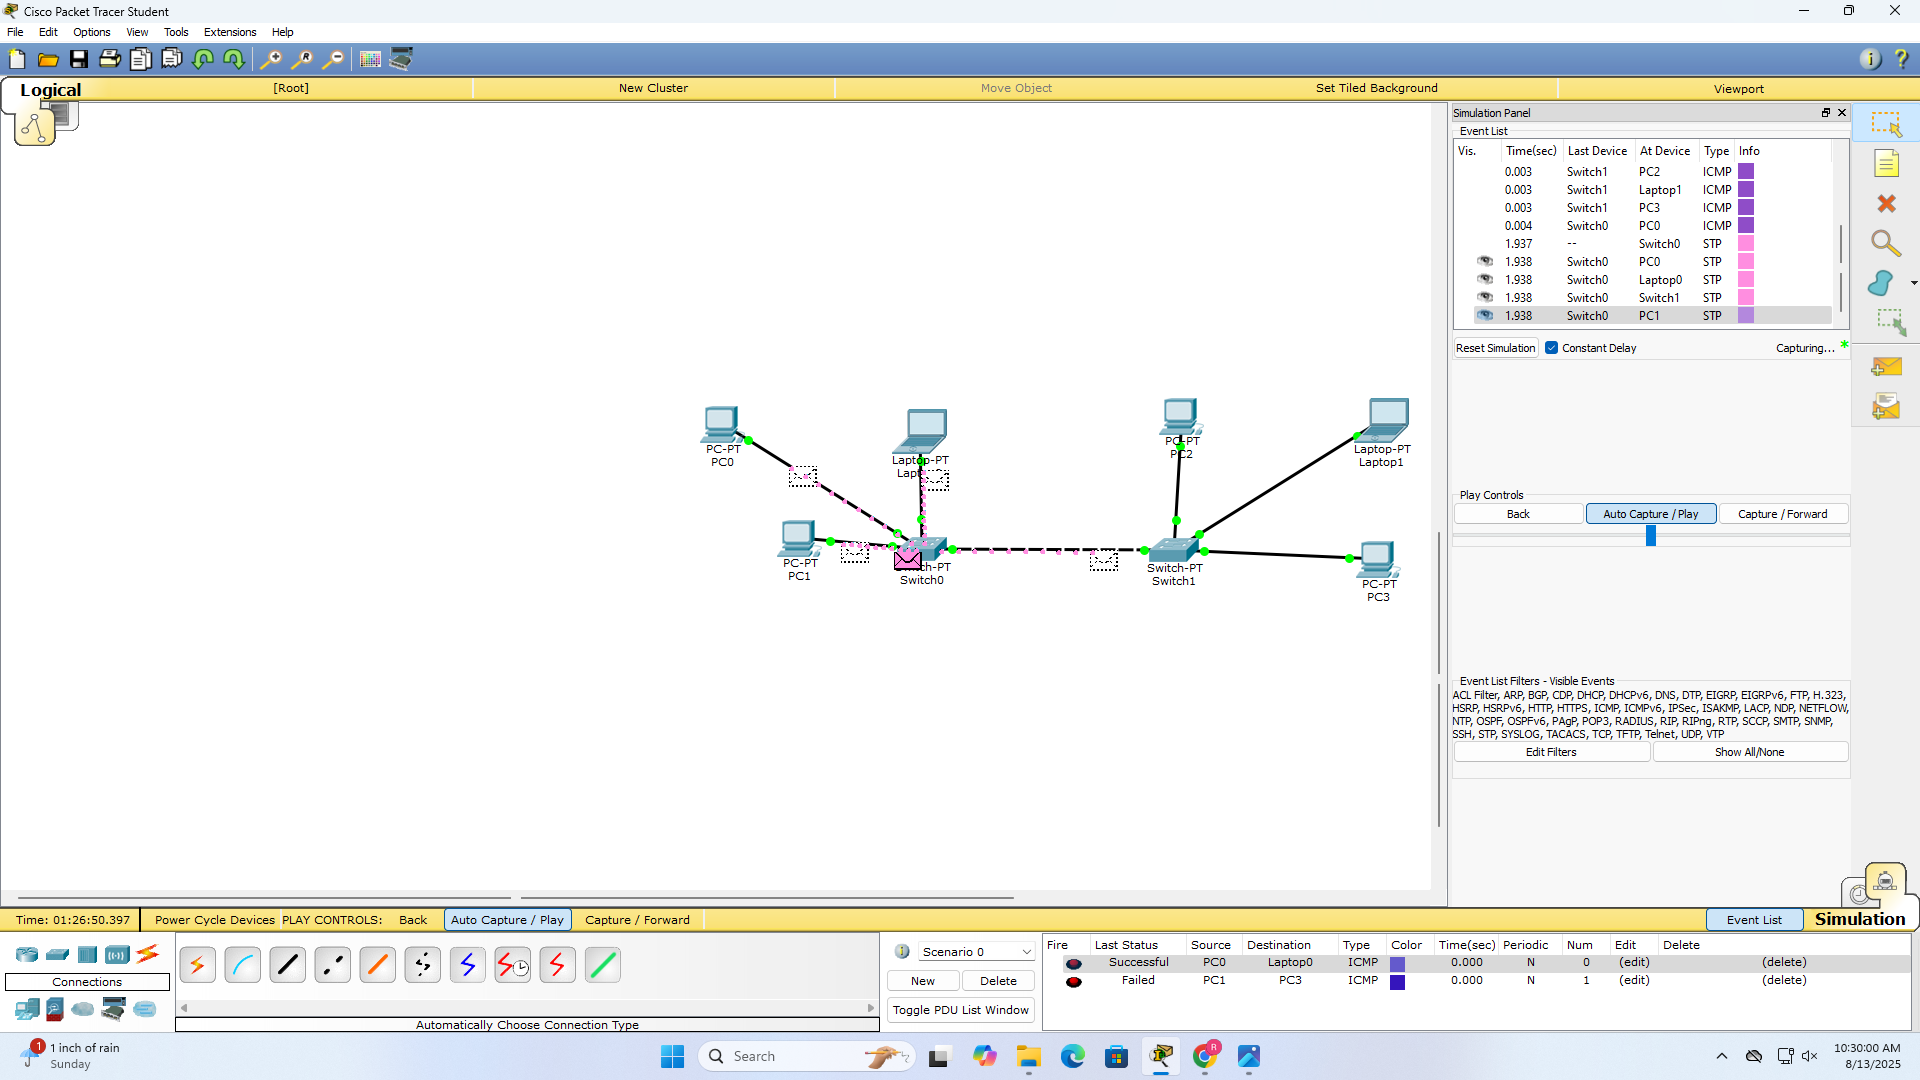 Cisco Packet Tracer Student
File Edit Options View Tools Extensions Help
Logical [Root] New Cluster Move Object Set Tiled Background Viewport
Simulation Panel
Event List
Vis. Time(sec) Last Device At Device Type Info
0.003 Switch1 PC2 ICMP
0.003 Switch1 Laptop1 ICMP
0.003 Switch1 PC3 ICMP
0.004 Switch0 PC0 ICMP
1.937 -- Switch0 STP
1.938 Switch0 PC0 STP
1.938 Switch0 Laptop0 STP
1.938 Switch0 Switch1 STP
1.938 Switch0 PC1 STP
Reset Simulation Constant Delay Capturing... *
PC-PT
PC0
Laptop-PT
PC-PT
PC2
Laptop-PT
Laptop1
PC-PT
PC1
Switch0
Switch-PT
Switch1
PC-PT
PC3
Play Controls
Back Auto Capture / Play Capture / Forward
Event List Filters - Visible Events
ACL Filter, ARP, BGP, CDP, DHCP, DHCPv6, DNS, DTP, EIGRP, EIGRPv6, FTP, H.323,
HSRP, HSRPv6, HTTP, HTTPS, ICMP, ICMPv6, IPSec, ISAKMP, LACP, NDP, NETFLOW,
NTP, OSPF, OSPFv6, PAgP, POP3, RADIUS, RIP, RIPng, RTP, SCCP, SMTP, SNMP,
SSH, STP, SYSLOG, TACACS, TCP, TFTP, Telnet, UDP, VTP
Edit Filters Show All/None
Time: 01:26:50.397 Power Cycle Devices PLAY CONTROLS: Back Auto Capture / Play Capture / Forward Event List Simulation
Connections
Automatically Choose Connection Type
Scenario 0
New Delete
Toggle PDU List Window
Fire Last Status Source Destination Type Color Time(sec) Periodic Num Edit Delete
Successful PC0 Laptop0 ICMP 0.000 N 0 (edit) (delete)
Failed PC1 PC3 ICMP 0.000 N 1 (edit) (delete)
1
1 inch of rain
Sunday
Search
R
10:30:00 AM
8/13/2025